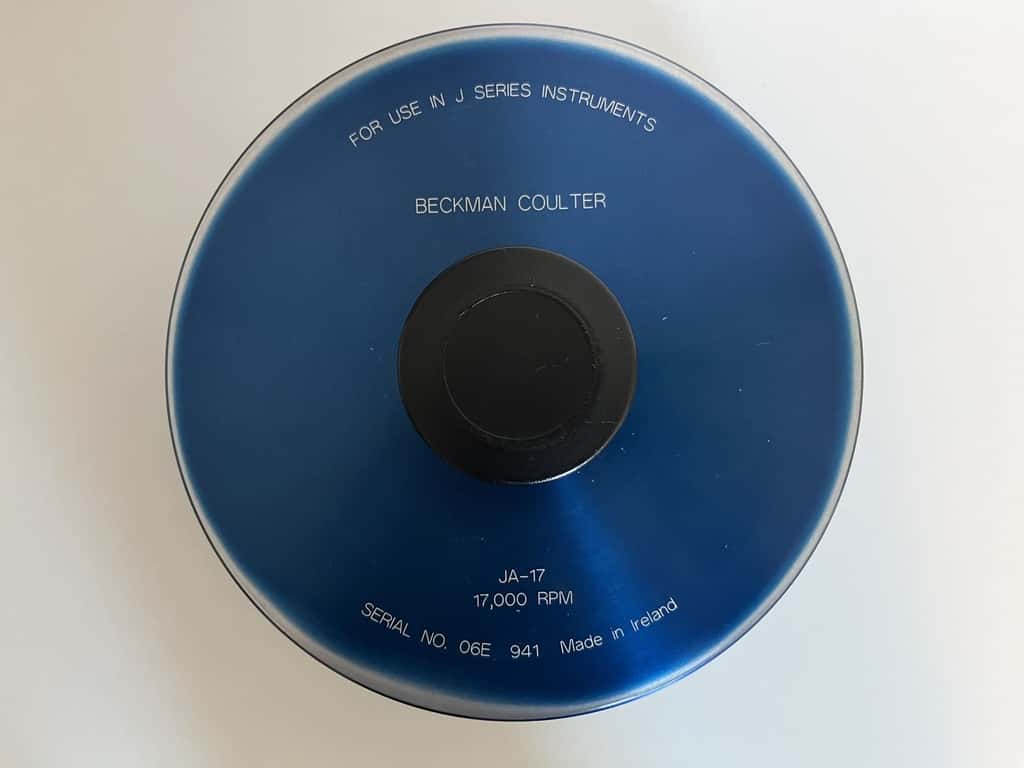 FOR USE IN J SERIES INSTRUMENTS
BECKMAN COULTER
JA-17
17,000 RPM
SERIAL NO. 06E 941 Made in Ireland